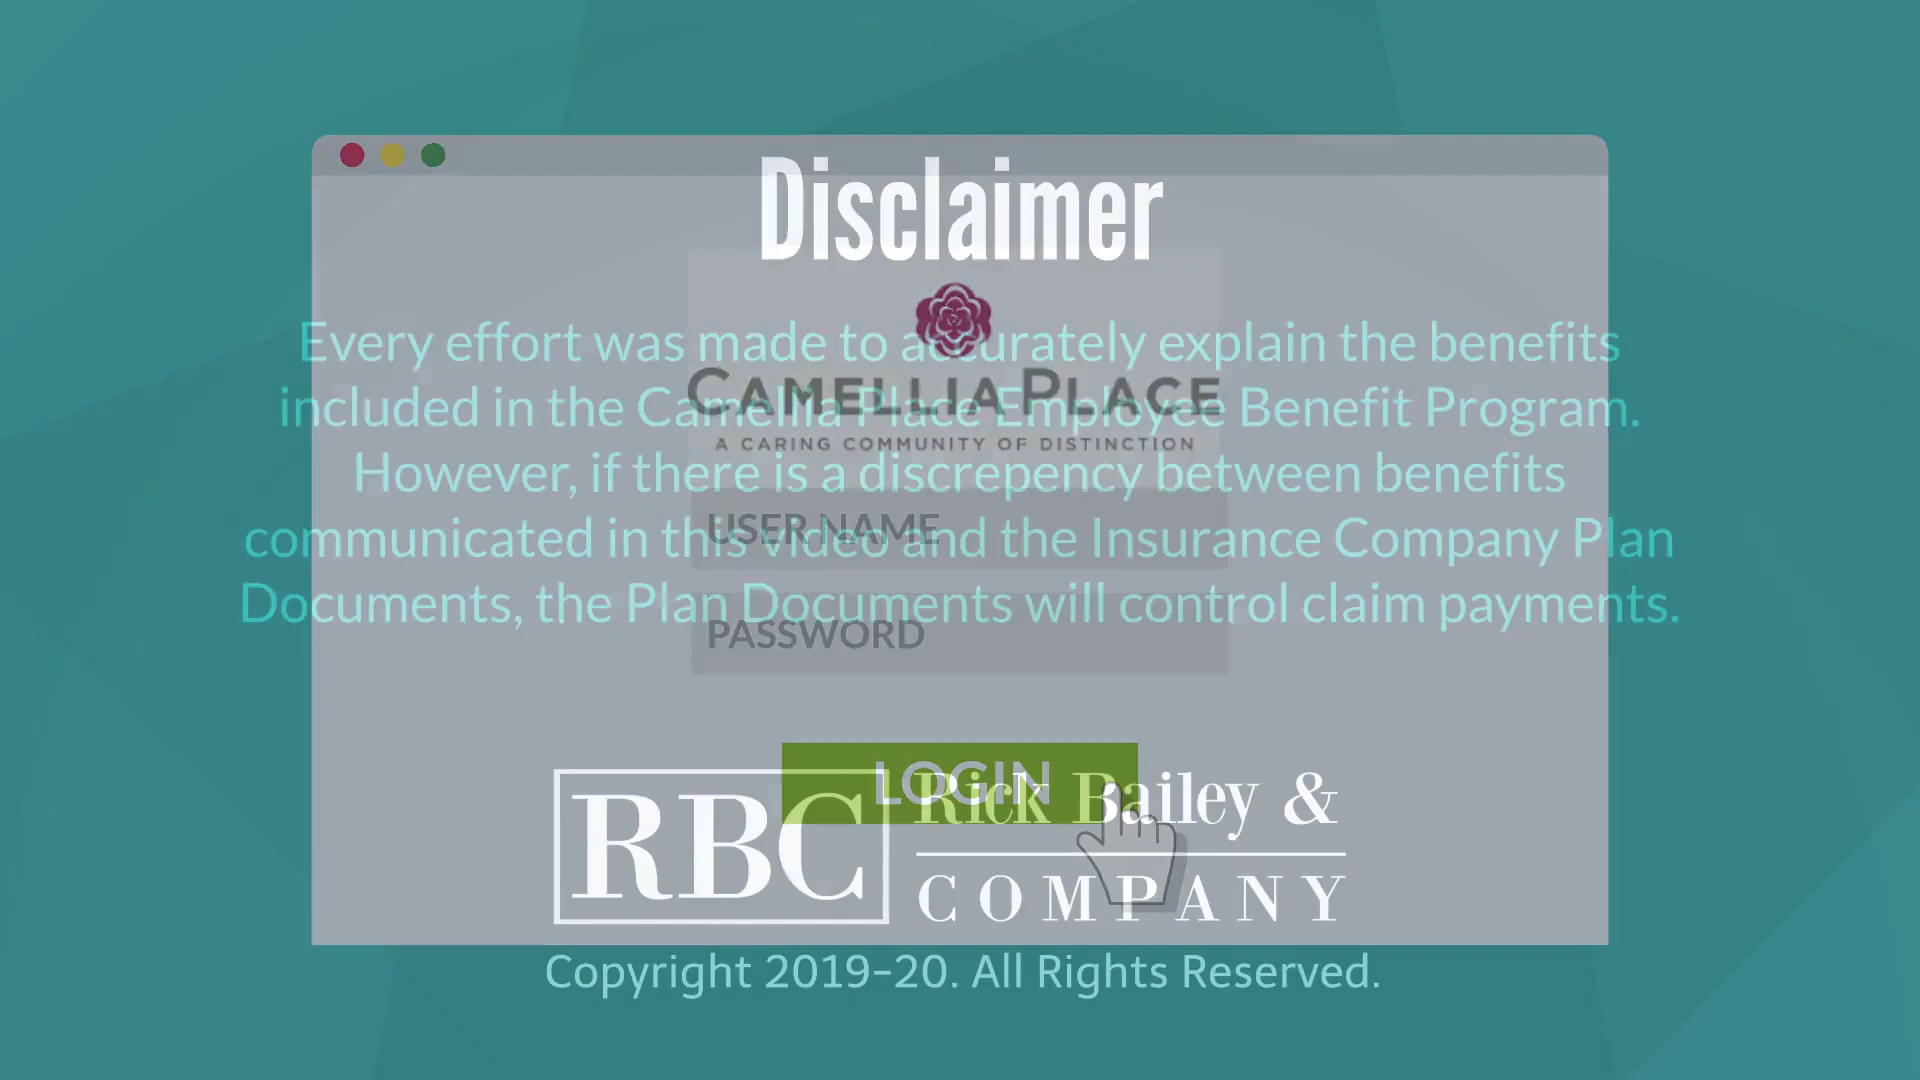 Disclaimer
Every effort was made to accurately explain the benefits
included in the Camellia Place Employee Benefit Program.
CAMELLIA PLACE
A CARING COMMUNITY OF DISTINCTION
However, if there is a discrepency between benefits
USER NAME
communicated in this video and the Insurance Company Plan
Documents, the Plan Documents will control claim payments.
PASSWORD
LOGIN
RBC
Rick Bailey &
COMPANY
Copyright 2019-20. All Rights Reserved.